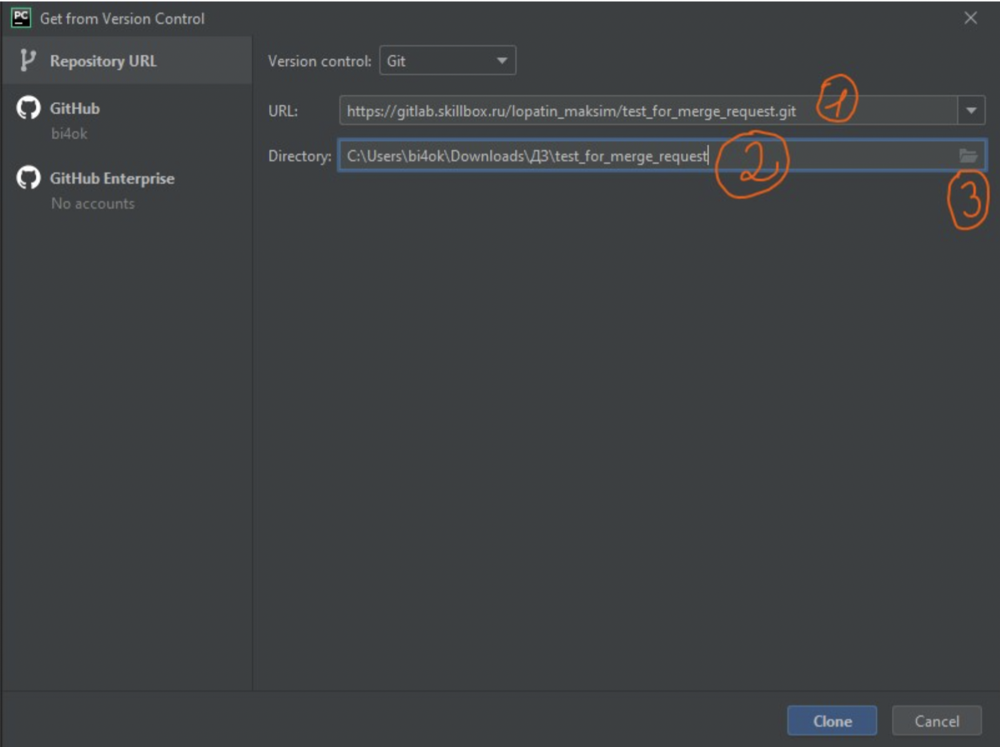 PC Get from Version Control
Repository URL
GitHub
bi4ok
GitHub Enterprise
No accounts
Version control: Git
URL: https://gitlab.skillbox.ru/lopatin_maksim/test_for_merge_request.git 1
Directory: C:\Users\bi4ok\Downloads\ДЗ\test_for_merge_request 2
3
Clone Cancel